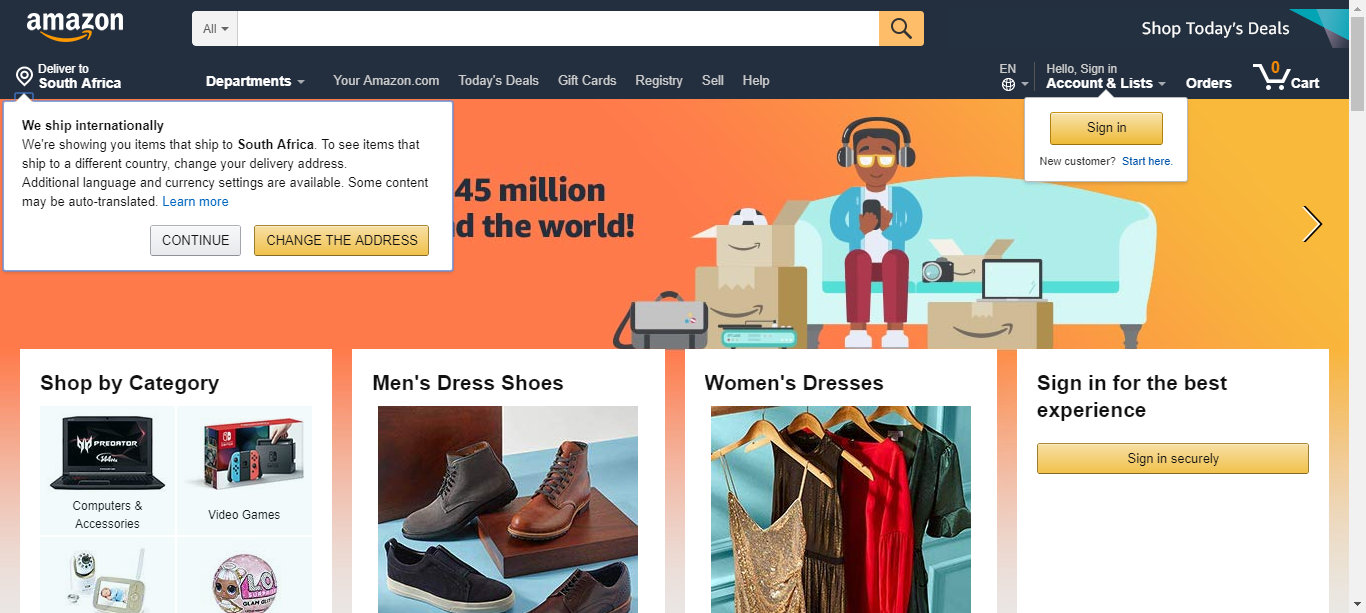 amazon
All
Shop Today's Deals
Deliver to
South Africa
Departments
Your Amazon.com
Today's Deals
Gift Cards
Registry
Sell
Help
EN
Hello, Sign in
Account & Lists
Orders
0
Cart
We ship internationally
We're showing you items that ship to South Africa. To see items that
ship to a different country, change your delivery address.
Additional language and currency settings are available. Some content
may be auto-translated. Learn more
CONTINUE
CHANGE THE ADDRESS
Sign in
New customer? Start here.
45 million
d the world!
Shop by Category
PREDATOR
Computers &
Accessories
Video Games
L.O.L.
SURPRISE!
Men's Dress Shoes
Women's Dresses
Sign in for the best
experience
Sign in securely